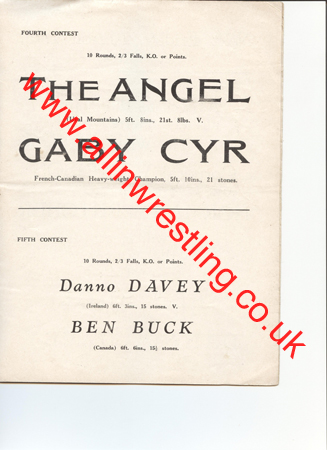 FOURTH CONTEST
10 Rounds, 2/3 Falls, K.O. or Points.
THE ANGEL
Mountains) 5ft. 8ins., 21st. 8lbs. V.
GABY CYR
French-Canadian Heavy-weight Champion, 5ft. 10ins., 21 stones.
FIFTH CONTEST
10 Rounds, 2/3 Falls, K.O. or Points.
Danno DAVEY
(Ireland) 6ft. 3ins., 15 stones. V.
BEN BUCK
(Canada) 6ft. 6ins., 15½ stones.
www.allinwrestling.co.uk